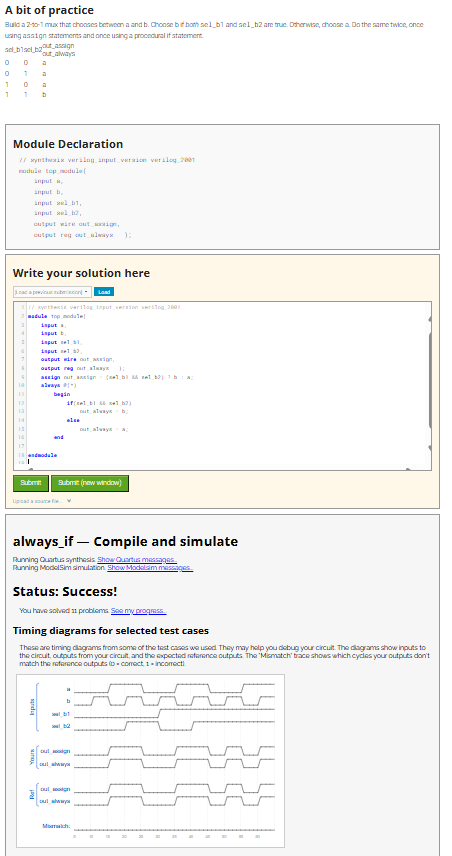 A bit of practice
Build a 2-to-1 mux that chooses between a and b. Choose b if both sel_b1 and sel_b2 are true. Otherwise, choose a. Do the same twice, once
using assign statements and once using a procedural if statement.
sel_b1 sel_b2 out_assign
out_always
0 0 a
0 1 a
1 0 a
1 1 b
Module Declaration
// synthesis verilog_input_version verilog_2001
module top_module(
input a,
input b,
input sel_b1,
input sel_b2,
output wire out_assign,
output reg out_always );
Write your solution here
[Load a previous submission]
Load
1 // synthesis verilog_input_version verilog_2001
2 module top_module(
3 input a,
4 input b,
5 input sel_b1,
6 input sel_b2,
7 output wire out_assign,
8 output reg out_always );
9 assign out_assign = (sel_b1 && sel_b2) ? b : a;
10 always @(*)
11 begin
12 if(sel_b1 && sel_b2)
13 out_always = b;
14 else
15 out_always = a;
16 end
17
18 endmodule
19
Submit Submit (new window)
Upload a source file...
always_if — Compile and simulate
Running Quartus synthesis. Show Quartus messages...
Running ModelSim simulation. Show Modelsim messages...
Status: Success!
You have solved 11 problems. See my progress...
Timing diagrams for selected test cases
These are timing diagrams from some of the test cases we used. They may help you debug your circuit. The diagrams show inputs to
the circuit, outputs from your circuit, and the expected reference outputs. The "Mismatch" trace shows which cycles your outputs don't
match the reference outputs (0 = correct, 1 = incorrect).
Inputs
a
b
sel_b1
sel_b2
Yours
out_assign
out_always
Ref
out_assign
out_always
Mismatch: